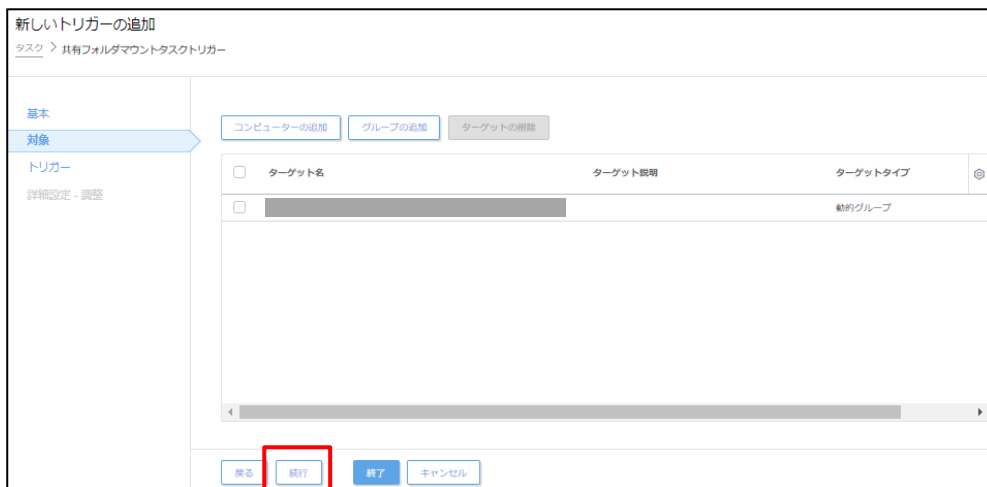 新しいトリガーの追加
タスク > 共有フォルダマウントタスクトリガー
基本
対象
トリガー
詳細設定 - 調整
コンピューターの追加 グループの追加 ターゲットの削除
ターゲット名 ターゲット説明 ターゲットタイプ
動的グループ
戻る 続行 終了 キャンセル